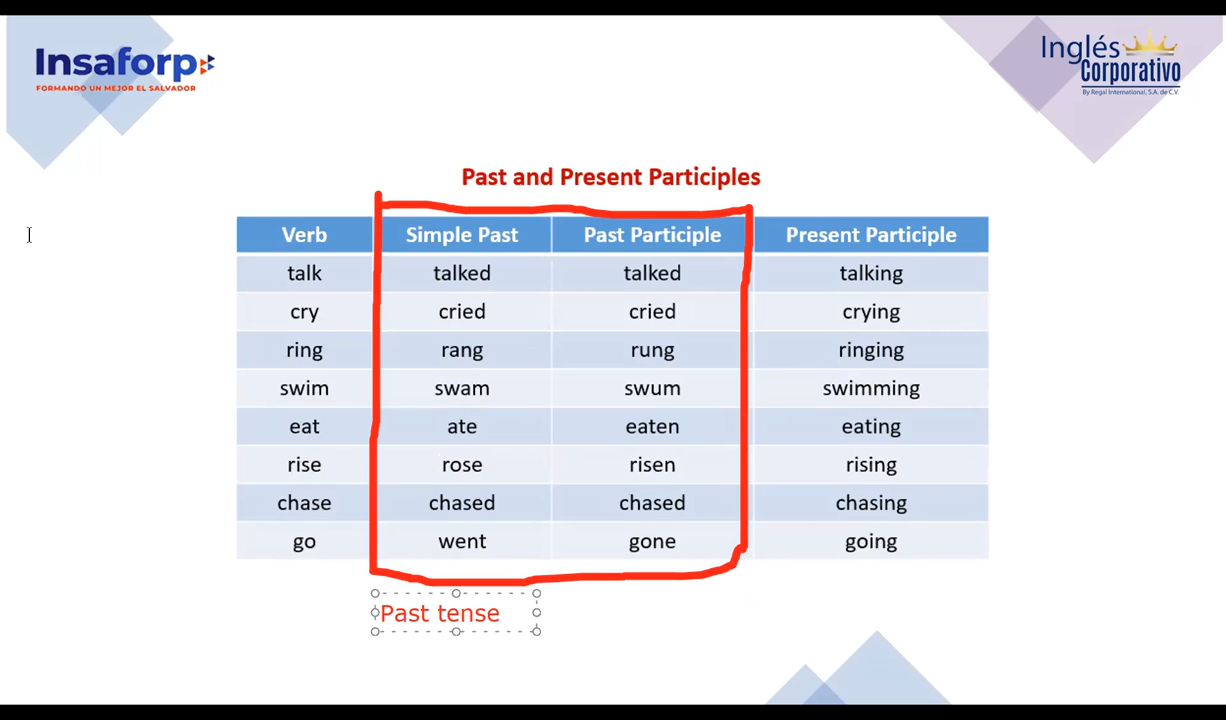 Insaforp
FORMANDO UN MEJOR EL SALVADOR
Inglés
Corporativo
By Regal International, S.A. de C.V.
Past and Present Participles
Verb Simple Past Past Participle Present Participle
talk talked talked talking
cry cried cried crying
ring rang rung ringing
swim swam swum swimming
eat ate eaten eating
rise rose risen rising
chase chased chased chasing
go went gone going
Past tense